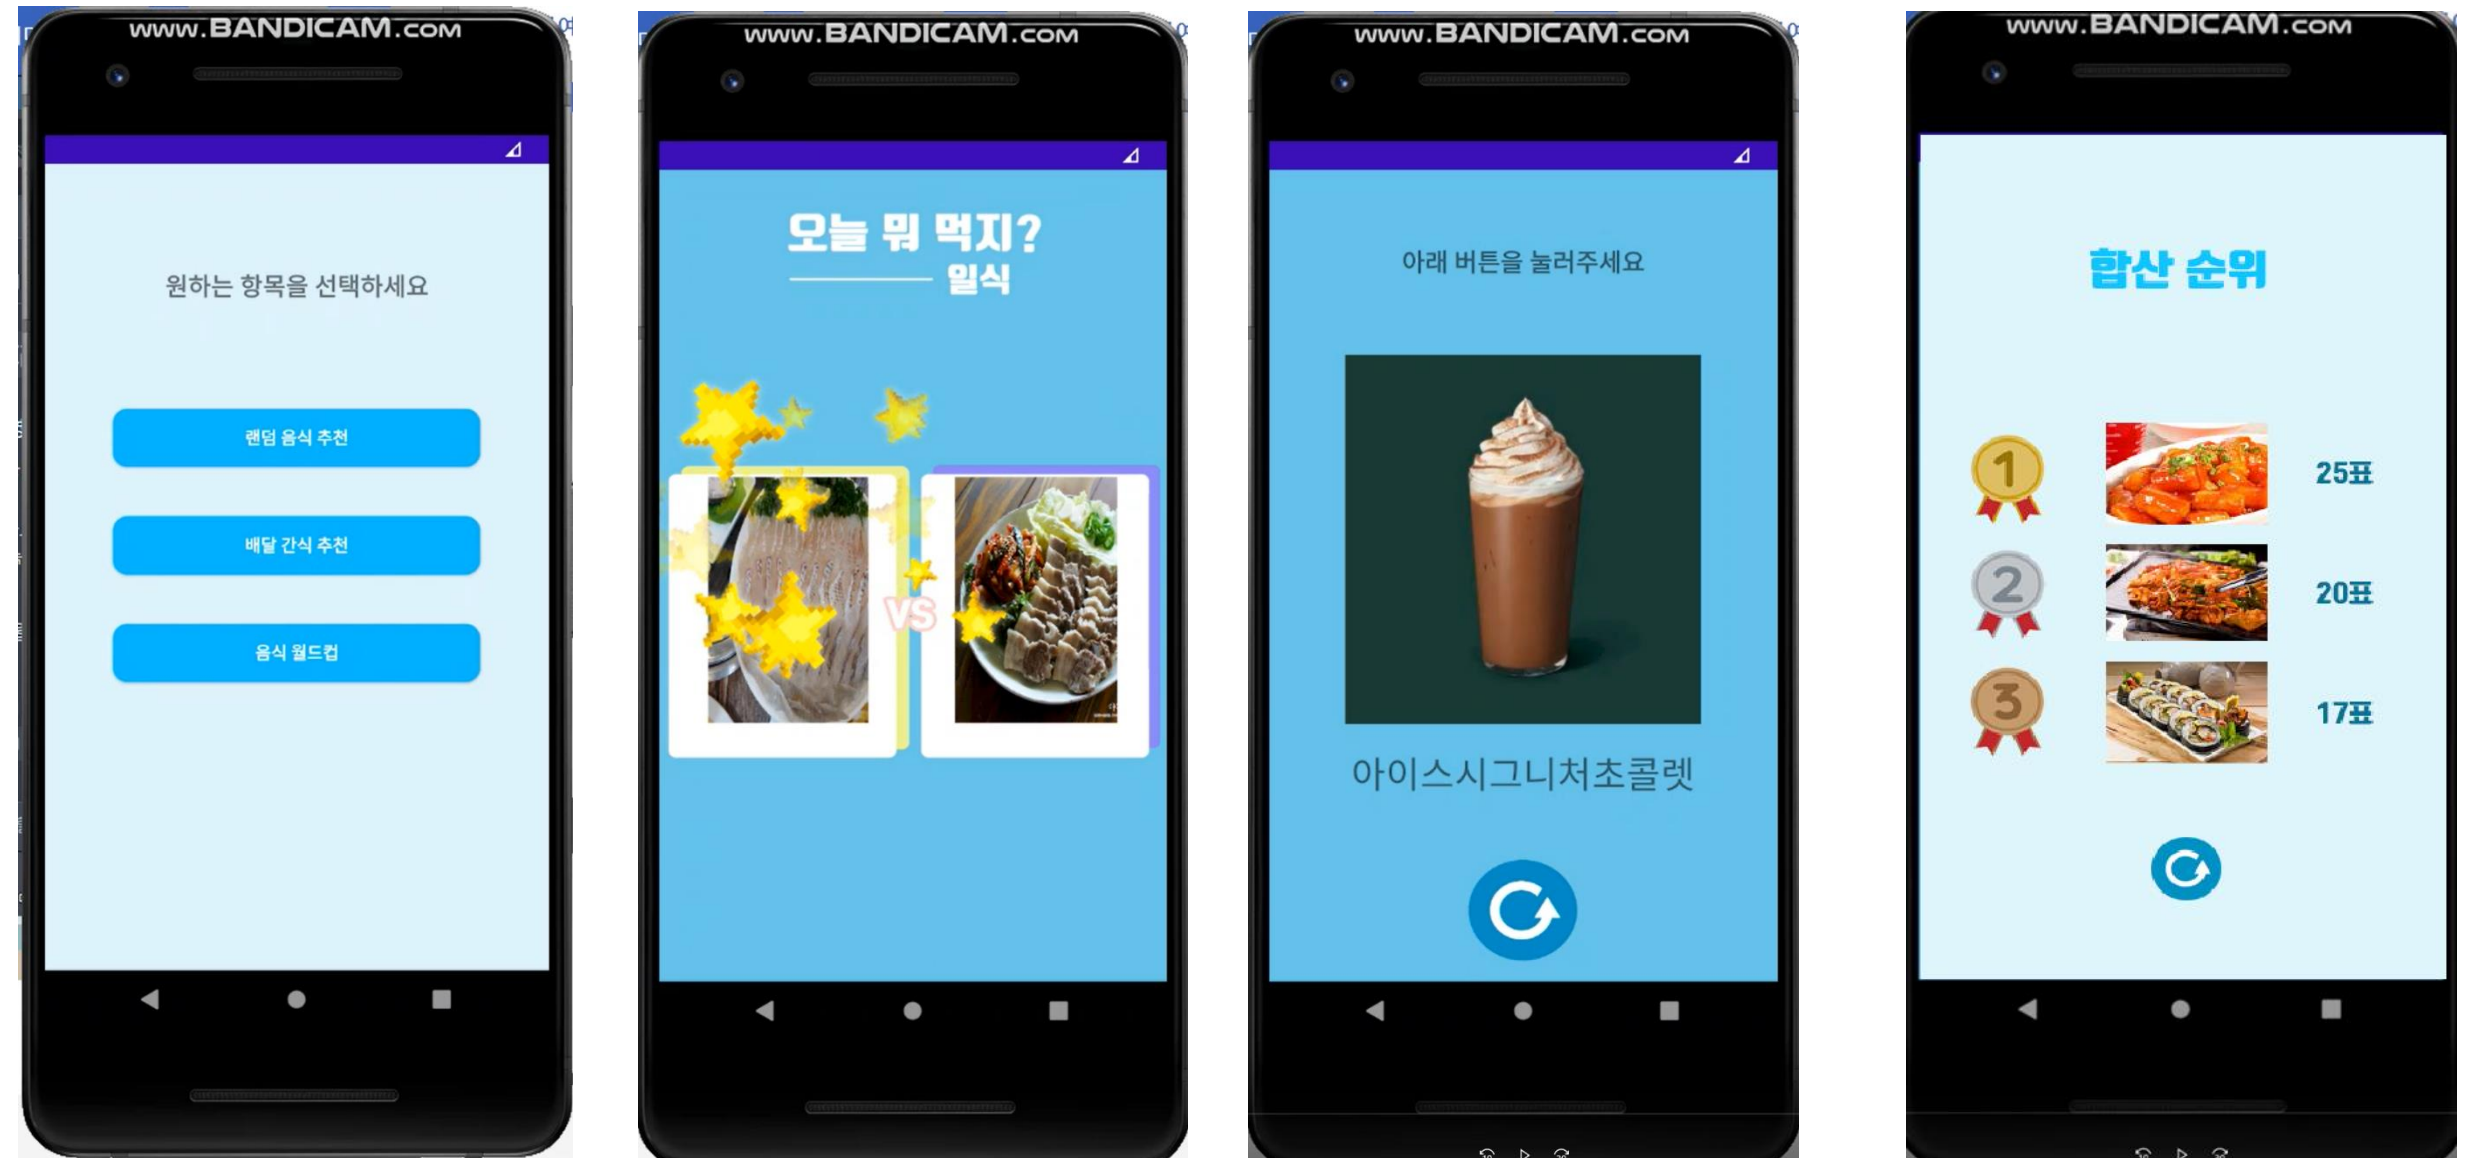 www.BANDICAM.com
원하는 항목을 선택하세요
랜덤 음식 추천
배달 간식 추천
음식 월드컵
www.BANDICAM.com
오늘 뭐 먹지?
일식
VS
www.BANDICAM.com
아래 버튼을 눌러주세요
아이스시그니처초콜렛
www.BANDICAM.com
합산 순위
1
25표
2
20표
3
17표